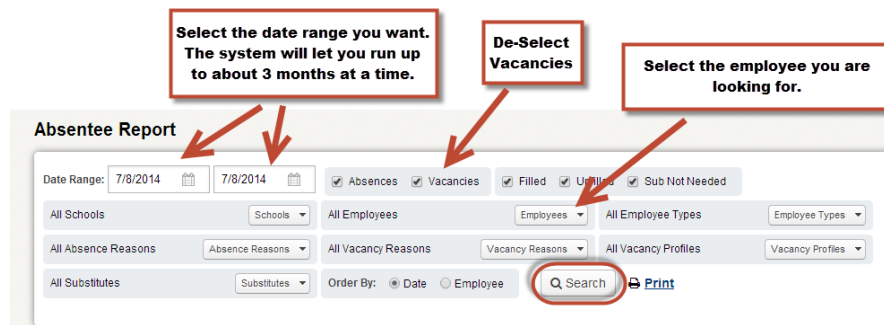 Select the date range you want.
The system will let you run up
to about 3 months at a time.
De-Select
Vacancies
Select the employee you are
looking for.
Absentee Report
Date Range: 7/8/2014 7/8/2014 Absences Vacancies Filled Sub Not Needed
All Schools Schools All Employees Employees All Employee Types Employee Types
All Absence Reasons Absence Reasons All Vacancy Reasons Vacancy Reasons All Vacancy Profiles Vacancy Profiles
All Substitutes Substitutes Order By: Date Employee Search Print